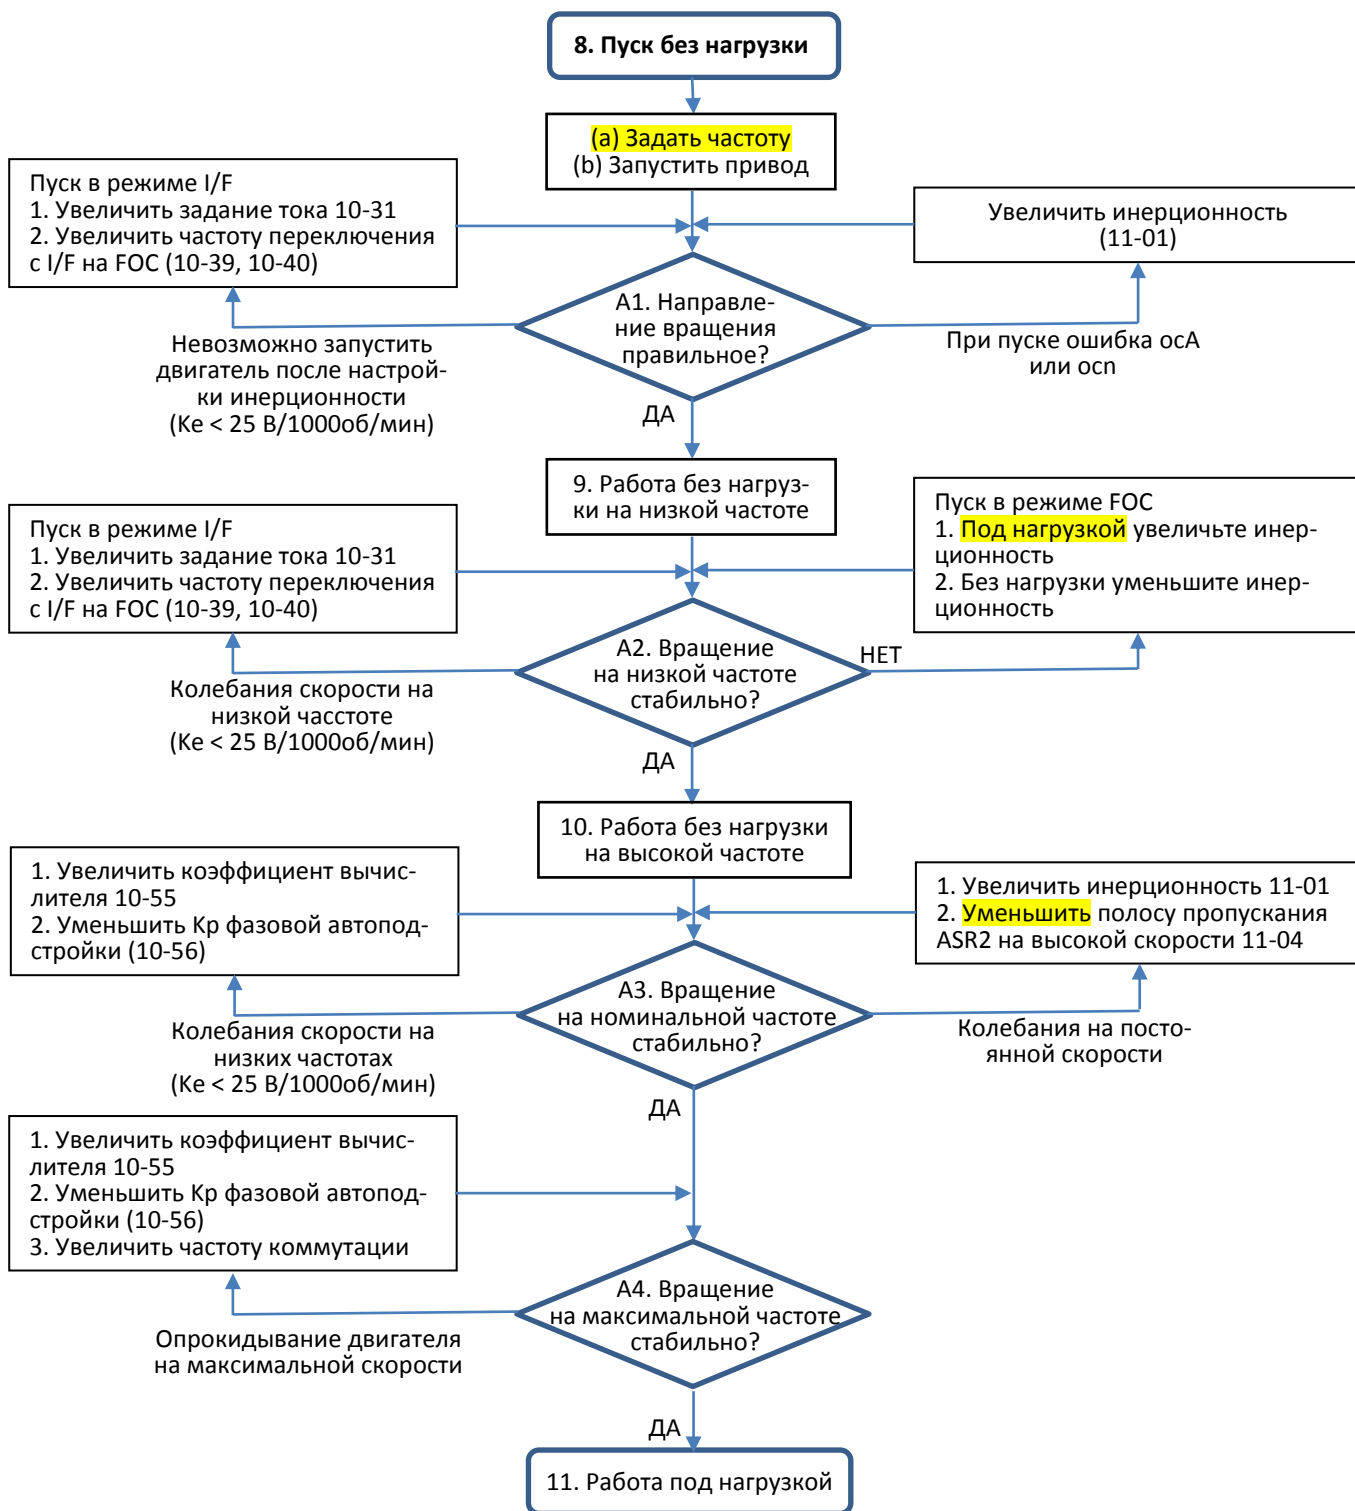 8. Пуск без нагрузки
(a) Задать частоту
(b) Запустить привод
Пуск в режиме I/F
1. Увеличить задание тока 10-31
2. Увеличить частоту переключения
с I/F на FOC (10-39, 10-40)
Увеличить инерционность
(11-01)
A1. Направле-
ние вращения
правильное?
Невозможно запустить
двигатель после настрой-
ки инерционности
(Ke < 25 В/1000об/мин)
При пуске ошибка ocA
или ocn
ДА
9. Работа без нагруз-
ки на низкой частоте
Пуск в режиме I/F
1. Увеличить задание тока 10-31
2. Увеличить частоту переключения
с I/F на FOC (10-39, 10-40)
Пуск в режиме FOC
1. Под нагрузкой увеличьте инер-
ционность
2. Без нагрузки уменьшите инер-
ционность
A2. Вращение
на низкой частоте
стабильно?
НЕТ
Колебания скорости на
низкой часстоте
(Ke < 25 В/1000об/мин)
ДА
10. Работа без нагрузки
на высокой частоте
1. Увеличить коэффициент вычис-
лителя 10-55
2. Уменьшить Kp фазовой автопод-
стройки (10-56)
1. Увеличить инерционность 11-01
2. Уменьшить полосу пропускания
ASR2 на высокой скорости 11-04
A3. Вращение
на номинальной частоте
стабильно?
Колебания скорости на
низких частотах
(Ke < 25 В/1000об/мин)
Колебания на посто-
янной скорости
ДА
1. Увеличить коэффициент вычис-
лителя 10-55
2. Уменьшить Kp фазовой автопод-
стройки (10-56)
3. Увеличить частоту коммутации
A4. Вращение
на максимальной частоте
стабильно?
Опрокидывание двигателя
на максимальной скорости
ДА
11. Работа под нагрузкой